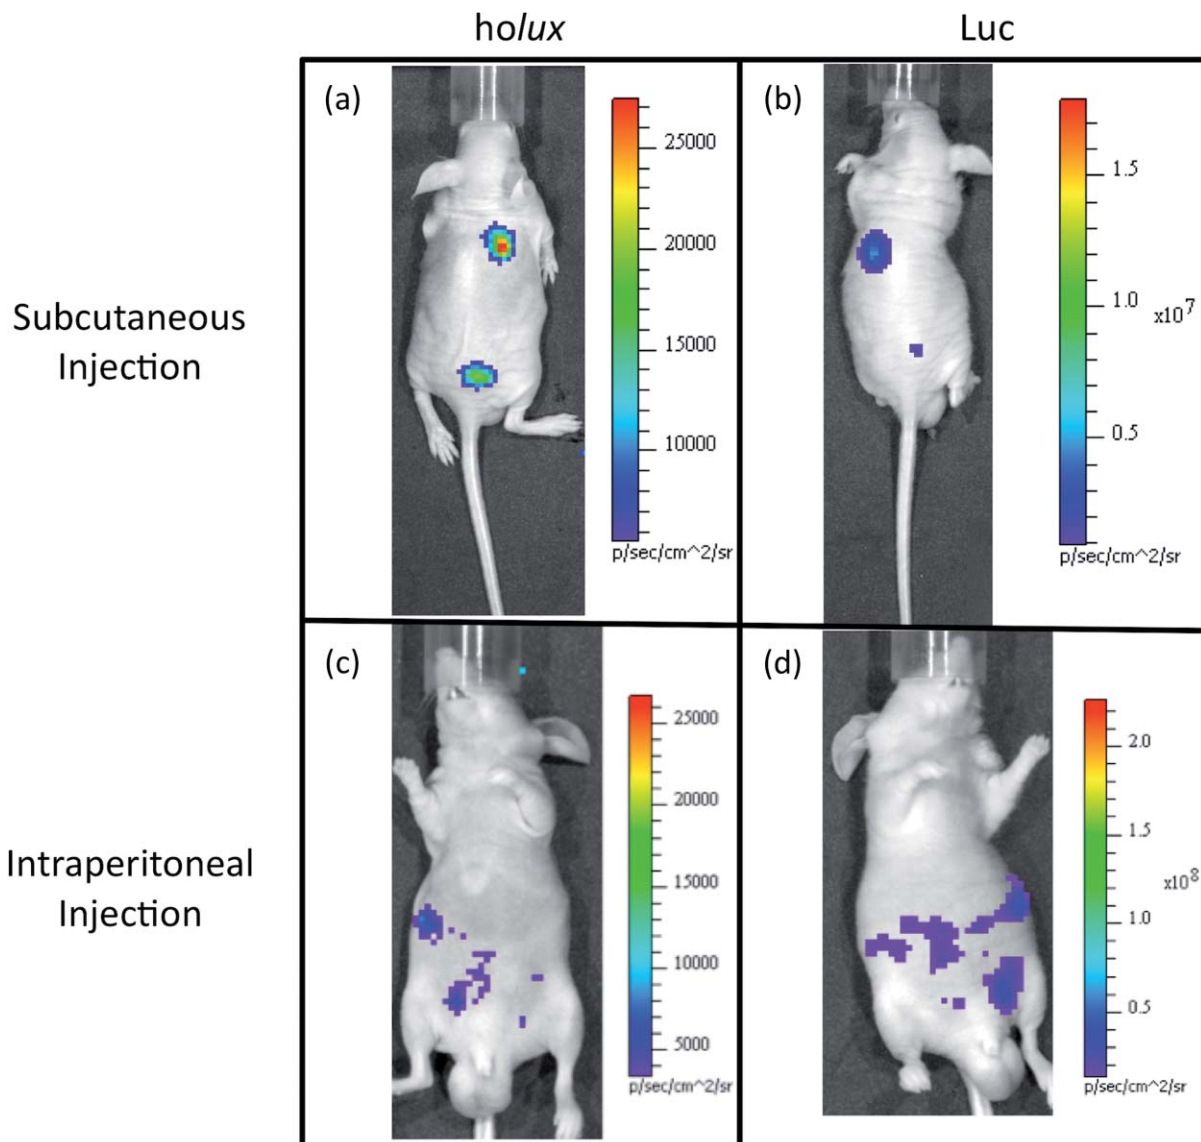 holux
Luc
Subcutaneous
Injection
(a)
25000
20000
15000
10000
p/sec/cm^2/sr
(b)
1.5
1.0
x10⁷
0.5
p/sec/cm^2/sr
Intraperitoneal
Injection
(c)
25000
20000
15000
10000
5000
p/sec/cm^2/sr
(d)
2.0
1.5
x10⁸
1.0
0.5
p/sec/cm^2/sr